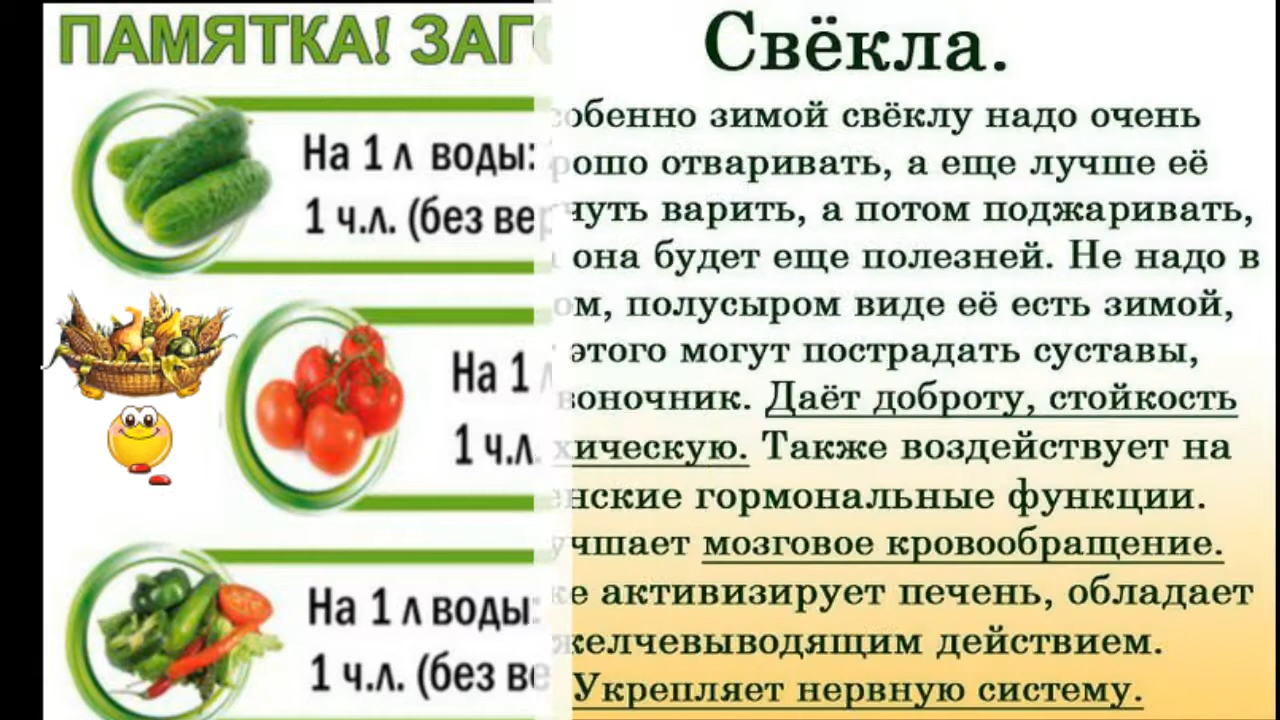 ПАМЯТКА! ЗАГ
На 1 л воды:
1 ч.л. (без ве
На 1
1 ч.л.
На 1 л воды:
1 ч.л. (без ве
Свёкла.
обенно зимой свёклу надо очень
рошо отваривать, а еще лучше её
чуть варить, а потом поджаривать,
она будет еще полезней. Не надо в
ом, полусыром виде её есть зимой,
этого могут пострадать суставы,
воночник. Даёт доброту, стойкость
хическую. Также воздействует на
енские гормональные функции.
учшает мозговое кровообращение.
е активизирует печень, обладает
желчевыводящим действием.
Укрепляет нервную систему.